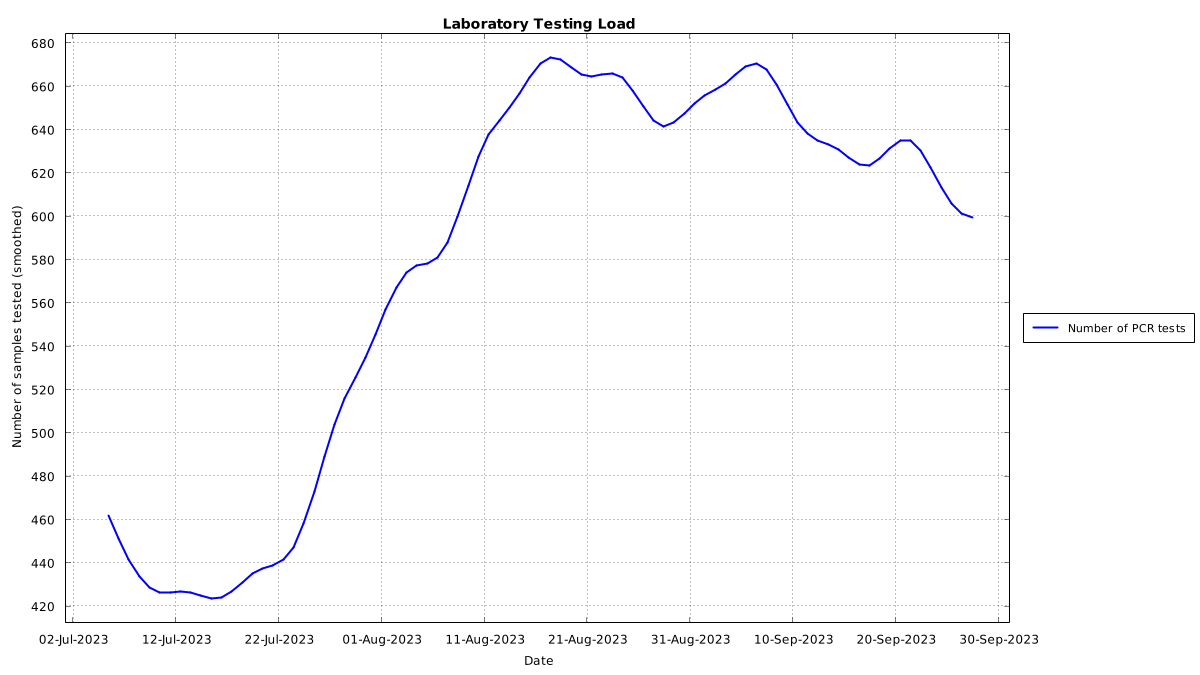 Laboratory Testing Load
680
660
640
620
600
580
560
540
520
500
480
460
440
420
Number of samples tested (smoothed)
02-Jul-2023 12-Jul-2023 22-Jul-2023 01-Aug-2023 11-Aug-2023 21-Aug-2023 31-Aug-2023 10-Sep-2023 20-Sep-2023 30-Sep-2023
Date
Number of PCR tests